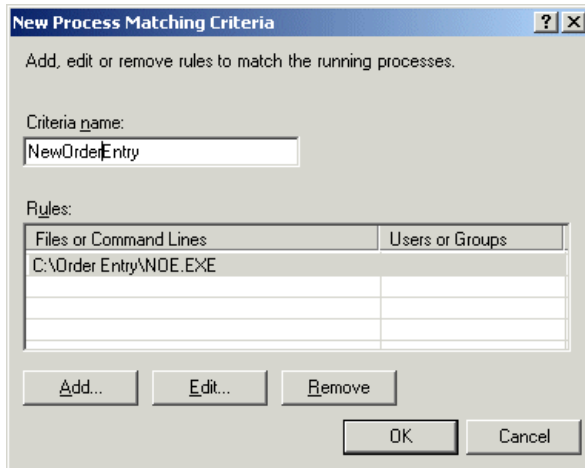 New Process Matching Criteria
Add, edit or remove rules to match the running processes.
Criteria name:
NewOrderEntry
Rules:
Files or Command Lines Users or Groups
C:\Order Entry\NOE.EXE
Add... Edit... Remove
OK Cancel